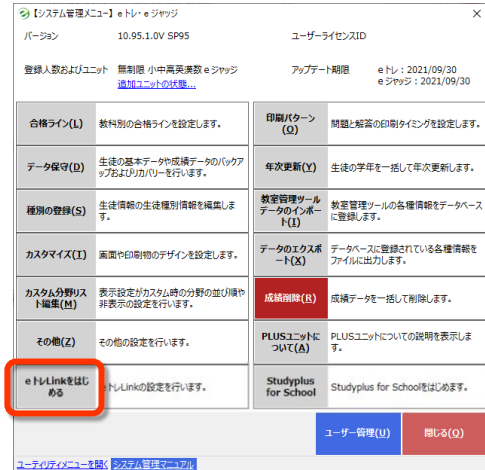 【システム管理メニュー】 e トレ・e ジャッジ
バージョン 10.95.1.0V SP95 ユーザーライセンスID
登録人数およびユニット 無制限 小中高英漢数 e ジャッジ アップデート期限 e トレ : 2021/09/30
追加ユニットの状態... e ジャッジ : 2021/09/30
合格ライン(L) 教科別の合格ラインを設定します。
印刷パターン
(Q) 問題と解答の印刷タイミングを設定します。
データ保守(D) 生徒の基本データや成績データのバックア
ップおよびリカバリーを行います。
年次更新(Y) 生徒の学年を一括して年次更新します。
種別の登録(S) 生徒情報の生徒種別情報を編集しま
す。
教室管理ツール
データのインポー
ト(I) 教室管理ツールの各種情報をデータベース
に登録します。
カスタマイズ(T) 画面や印刷物のデザインを設定します。
データのエクスポ
ート(X) データベースに登録されている各種情報を
ファイルに出力します。
カスタム分野リス
ト編集(M) 表示設定がカスタム時の分野の並び順や
非表示の設定を行います。
成績削除(R) 成績データを一括して削除します。
その他(Z) その他の設定を行います。
PLUSユニットに
ついて(A) PLUSユニットについての説明を表示しま
す。
e トレLinkをはじ
める e トレLinkの設定を行います。
Studyplus
for School Studyplus for Schoolをはじめます。
ユーザー管理(U) 閉じる(O)
ユーティリティメニューを開く システム管理マニュアル